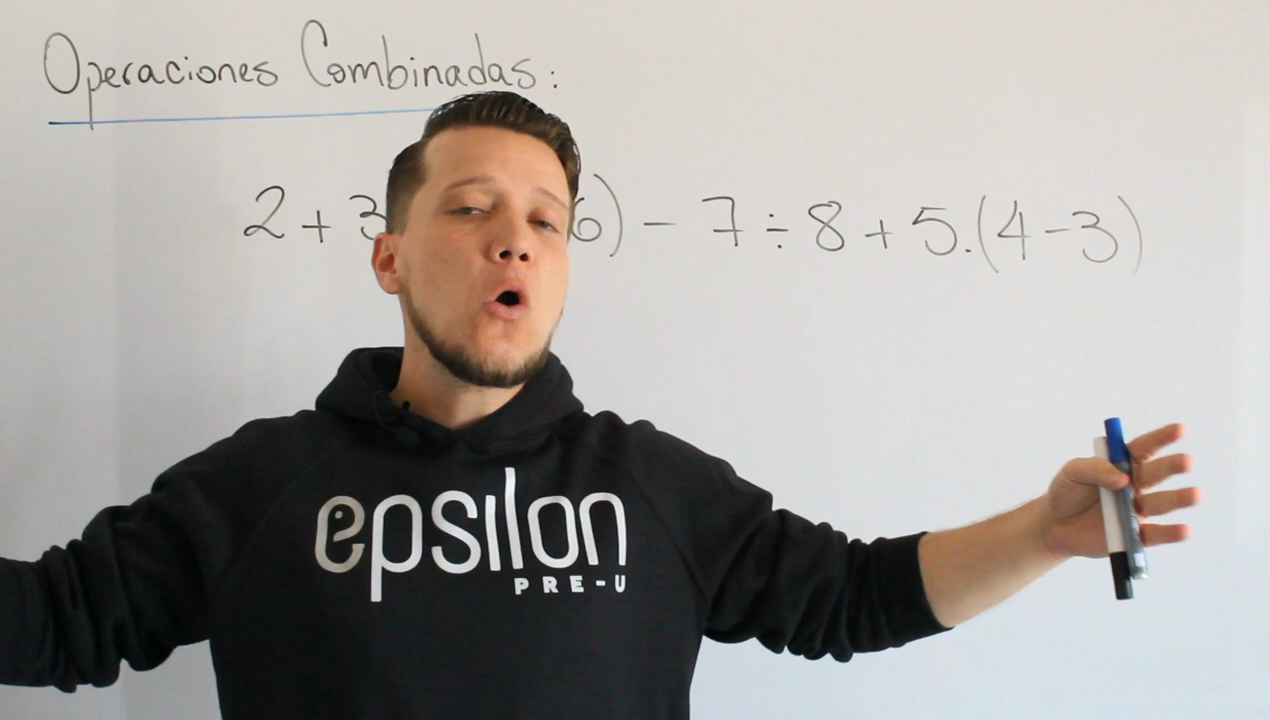 Operaciones Combinadas:
2 + 3 6) - 7 ÷ 8 + 5.(4-3)
epsilon
PRE-U